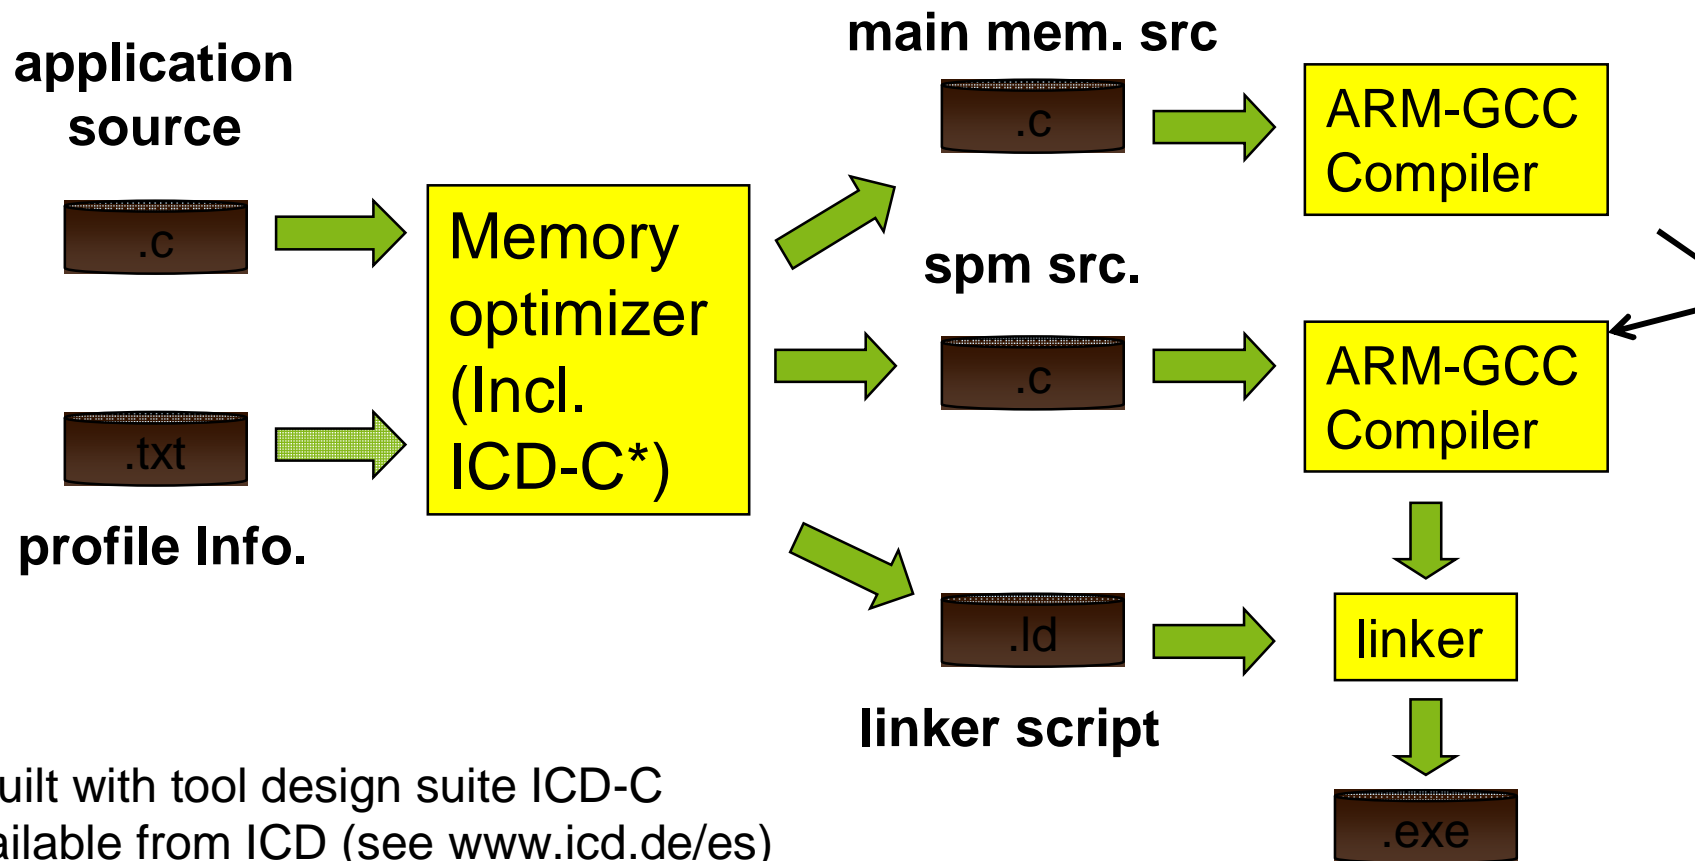 application
source
.c
.txt
profile Info.
Memory
optimizer
(Incl.
ICD-C*)
main mem. src
.c
spm src.
.c
.ld
linker script
ARM-GCC
Compiler
ARM-GCC
Compiler
linker
.exe
uilt with tool design suite ICD-C
ailable from ICD (see www.icd.de/es)